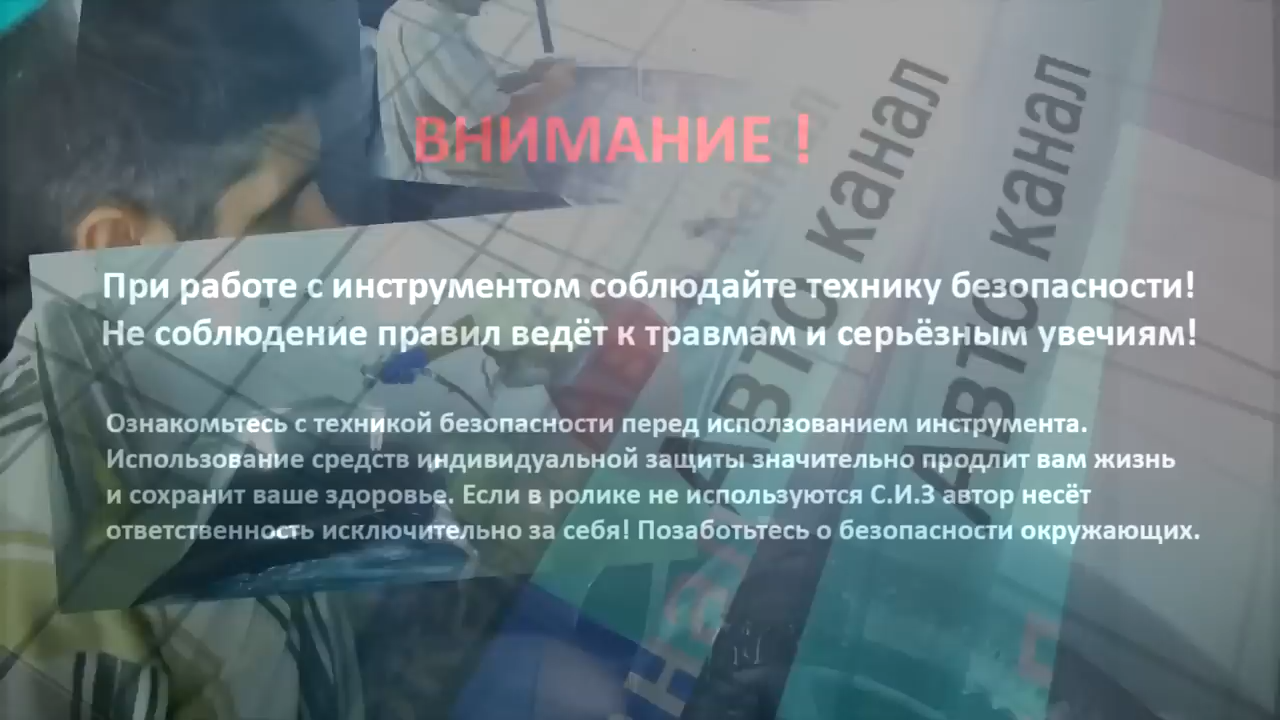 ВНИМАНИЕ !
При работе с инструментом соблюдайте технику безопасности!
Не соблюдение правил ведёт к травмам и серьёзным увечиям!
Ознакомьтесь с техникой безопасности перед исползованием инструмента.
Использование средств индивидуальной защиты значительно продлит вам жизнь
и сохранит ваше здоровье. Если в ролике не используются С.И.З автор несёт
ответственность исключительно за себя! Позаботьтесь о безопасности окружающих.
Авто Канал
Авто Канал
Канал